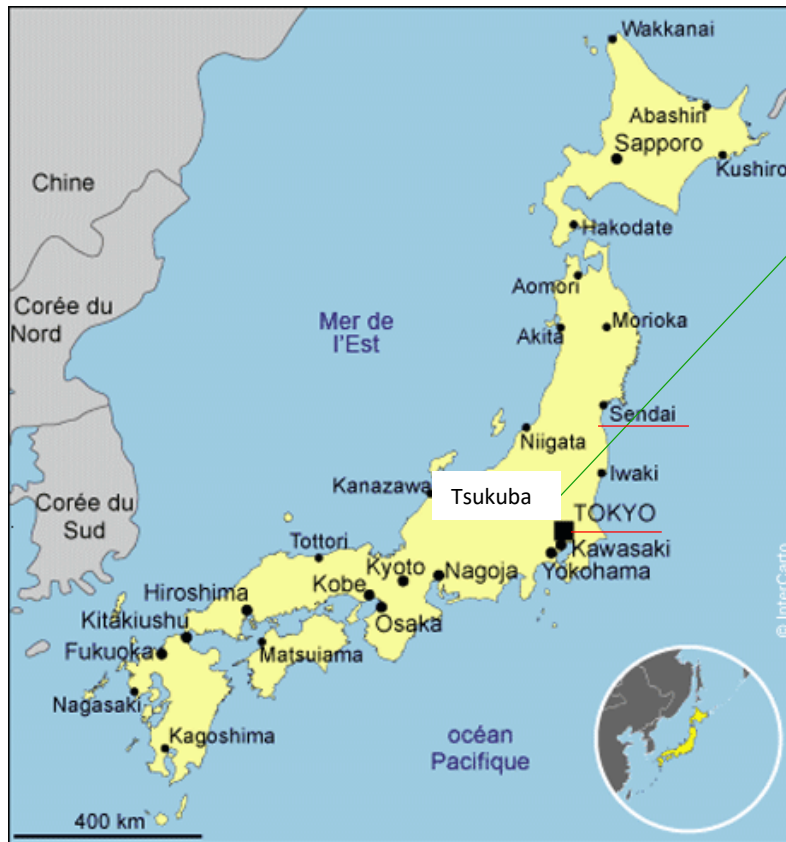 Wakkanai
Abashiri
Sapporo
Kushiro
Chine
Hakodate
Aomori
Corée du
Nord
Mer de
l'Est
Akita
Morioka
Sendai
Niigata
Iwaki
Kanazawa
Tsukuba
Corée du
Sud
TOKYO
Tottori
Kawasaki
Kyoto
Nagoja
Yokohama
Hiroshima
Kobe
Kitakiushu
Osaka
Fukuoka
Matsuiama
Nagasaki
Kagoshima
océan
Pacifique
400 km
© InterCarto